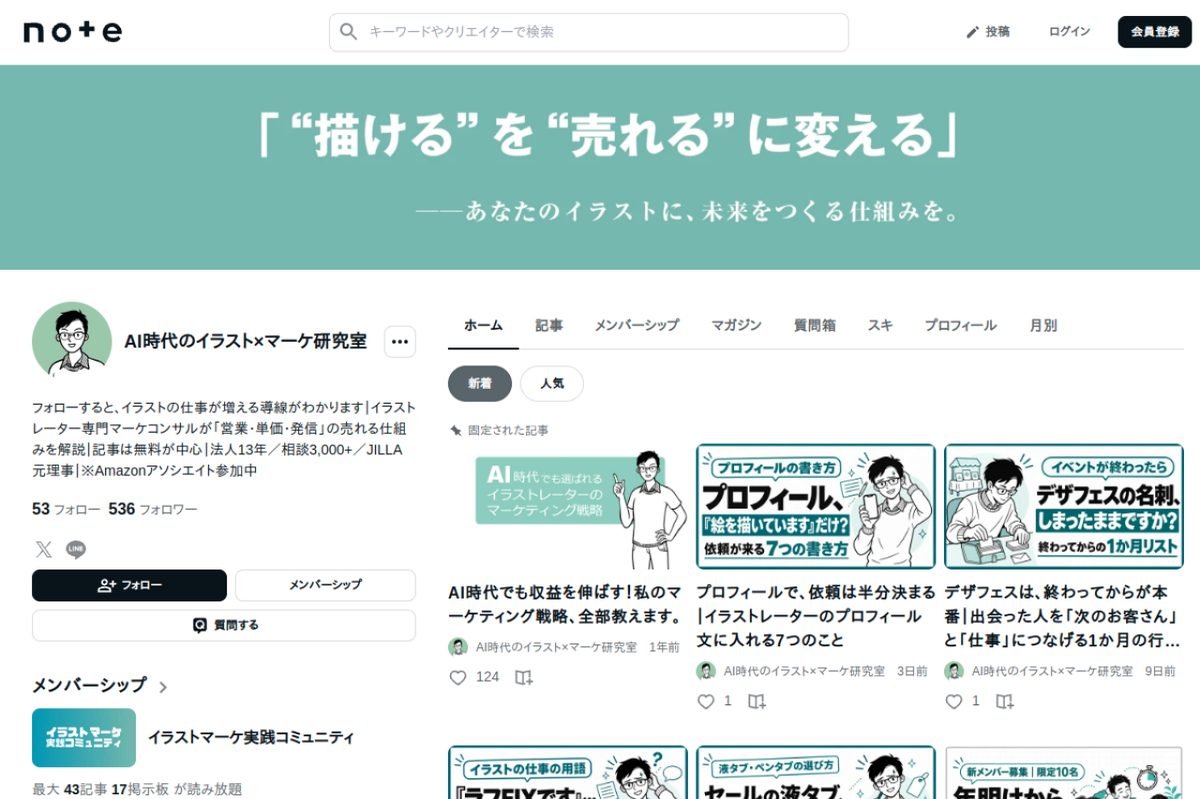 note
キーワードやクリエイターで検索
投稿
ログイン
会員登録
「“描ける”を“売れる”に変える」
――あなたのイラストに、未来をつくる仕組みを。
AI時代のイラスト×マーケ研究室
フォローすると、イラストの仕事が増える導線がわかります|イラスト
レーター専門マーケコンサルが「営業・単価・発信」の売れる仕組
みを解説|記事は無料が中心|法人13年／相談3,000+／JILLA
元理事|※Amazonアソシエイト参加中
53 フォロー 536 フォロワー
LINE
フォロー
メンバーシップ
質問する
メンバーシップ
イラストマーケ
実践コミュニティ
イラストマーケ実践コミュニティ
最大 43記事 17掲示板 が読み放題
ホーム
記事
メンバーシップ
マガジン
質問箱
スキ
プロフィール
月別
新着
人気
固定された記事
AI時代でも選ばれる
イラストレーターの
マーケティング戦略
AI時代でも収益を伸ばす！私のマ
ーケティング戦略、全部教えます。
AI時代のイラスト×マーケ研究室 1年前
124
プロフィールの書き方
プロフィール、
『絵を描いています』だけ?
依頼が来る7つの書き方
プロフィールで、依頼は半分決まる
|イラストレーターのプロフィール
文に入れる7つのこと
AI時代のイラスト×マーケ研究室 3日前
1
イベントが終わったら
デザフェスの名刺、
しまったままですか?
終わってからの1か月リスト
デザフェスは、終わってからが本
番|出会った人を「次のお客さん」
と「仕事」につなげる1か月の行…
AI時代のイラスト×マーケ研究室 9日前
1
イラストの仕事の用語
『ラフFIXです』…
液タブ・ペンタブの選び方
セールの液タブ、
新メンバー募集|限定10名
年明けから